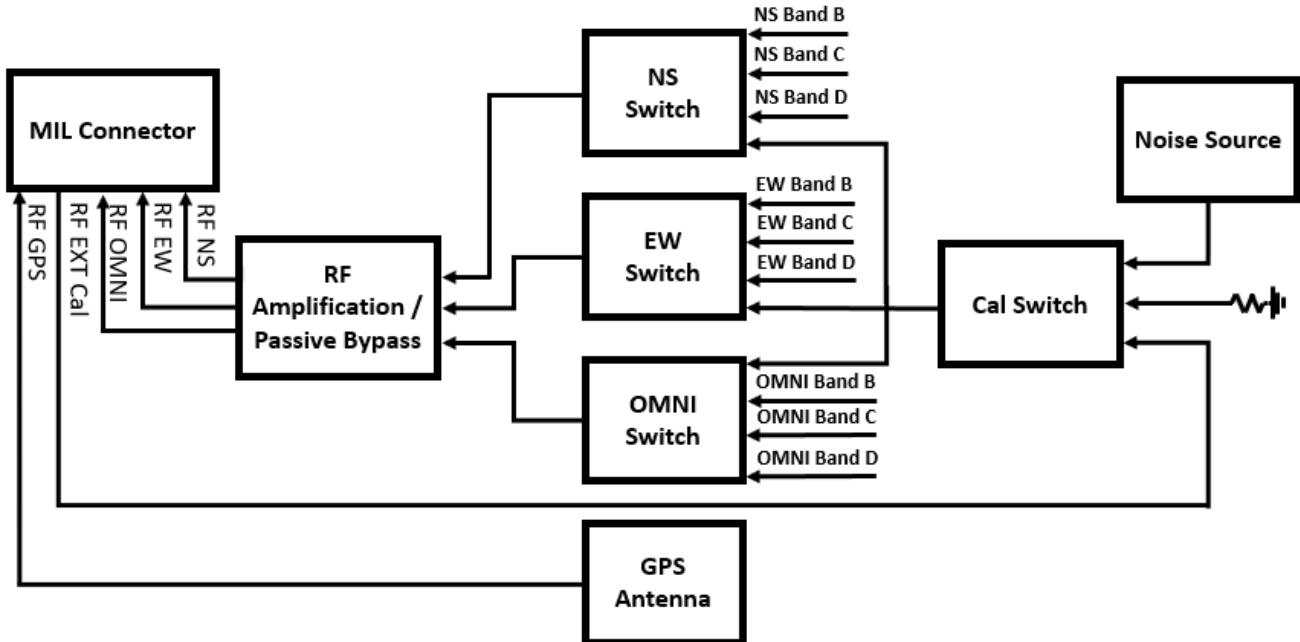 NS Band B
NS Band C
NS Band D
NS
Switch
MIL Connector
Noise Source
RF GPS
RF EXT Cal
RF OMNI
RF EW
RF NS
EW Band B
EW Band C
EW Band D
EW
Switch
RF
Amplification /
Passive Bypass
Cal Switch
OMNI Band B
OMNI Band C
OMNI Band D
OMNI
Switch
GPS
Antenna